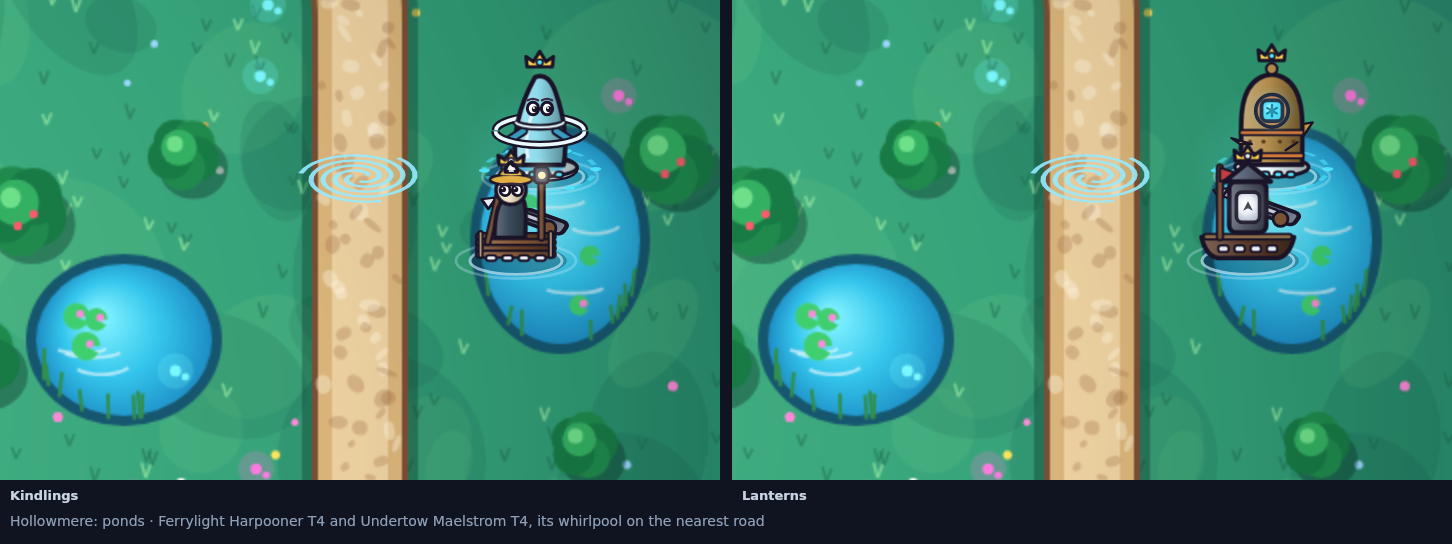 Kindlings
Lanterns
Hollowmere: ponds · Ferrylight Harpooner T4 and Undertow Maelstrom T4, its whirlpool on the nearest road